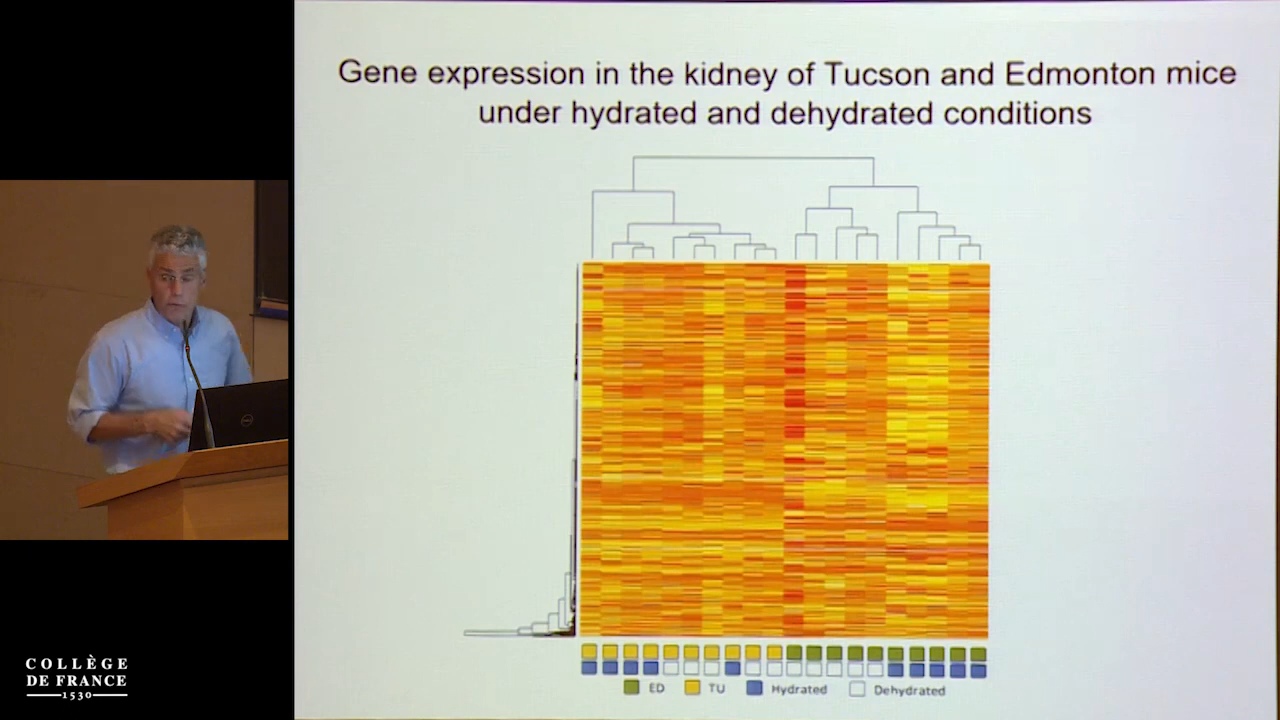 Gene expression in the kidney of Tucson and Edmonton mice
under hydrated and dehydrated conditions
ED TU Hydrated Dehydrated
COLLÈGE
DE FRANCE
1530